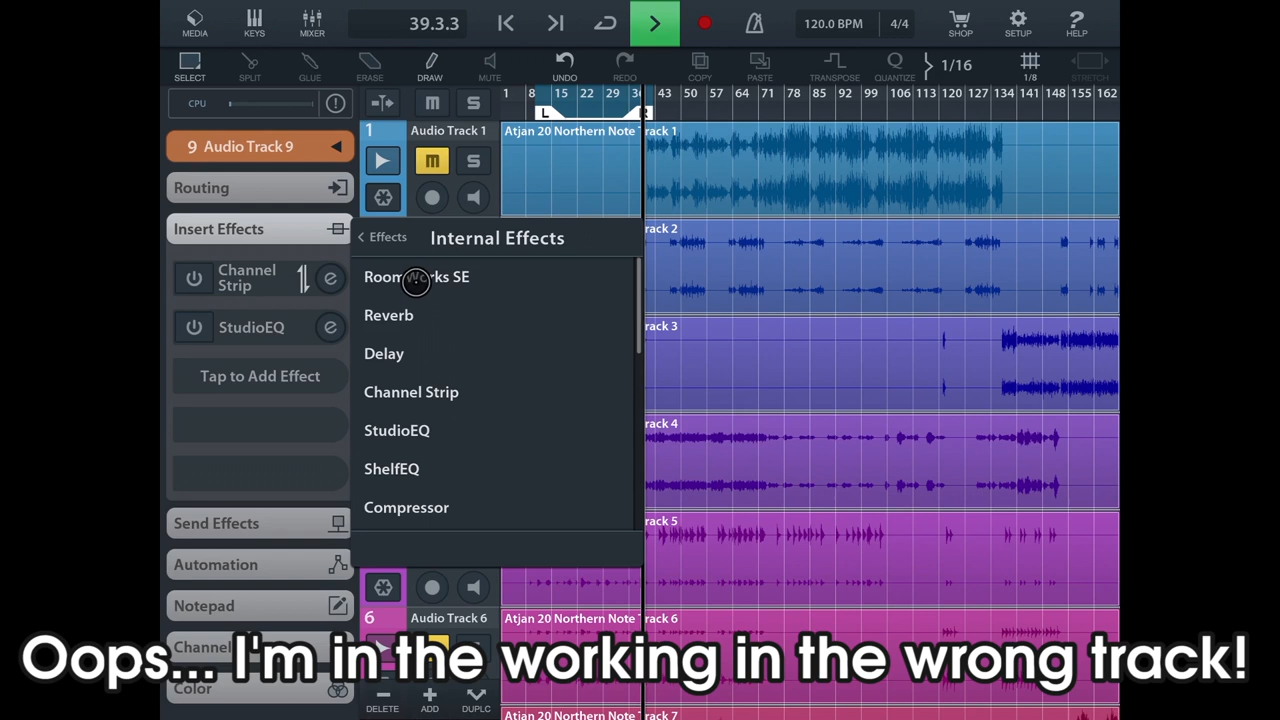 MEDIA
KEYS
MIXER
39.3.3
120.0 BPM
4/4
SHOP
SETUP
?
HELP
SELECT
SPLIT
GLUE
ERASE
DRAW
MUTE
UNDO
REDO
COPY
PASTE
TRANSPOSE
Q
QUANTIZE
1/16
1/8
STRETCH
CPU
M
S
1 8 15 22 29 36 43 50 57 64 71 78 85 92 99 106 113 120 127 134 141 148 155 162
L
R
9 Audio Track 9
Routing
Insert Effects
Channel
Strip
e
StudioEQ
e
Tap to Add Effect
Send Effects
Automation
Notepad
Channel
Color
1
Audio Track 1
M
S
Atjan 20 Northern Note Track 1
rack 2
rack 3
rack 4
rack 5
Effects
Internal Effects
RoomWorks SE
Reverb
Delay
Channel Strip
StudioEQ
ShelfEQ
Compressor
6
Audio Track 6
Atjan 20 Northern Note Track 6
Oops... I'm in the working in the wrong track!
DELETE
ADD
DUPLC
Atjan 20 Northern Note Track 7